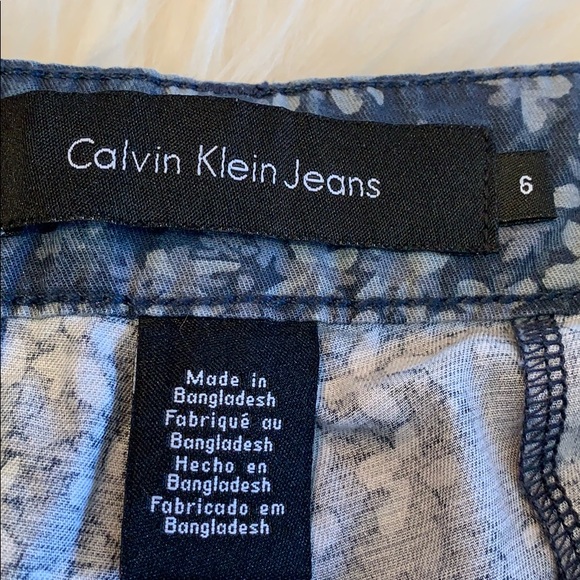 Calvin Klein Jeans
6
Made in
Bangladesh
Fabriqué au
Bangladesh
Hecho en
Bangladesh
Fabricado em
Bangladesh